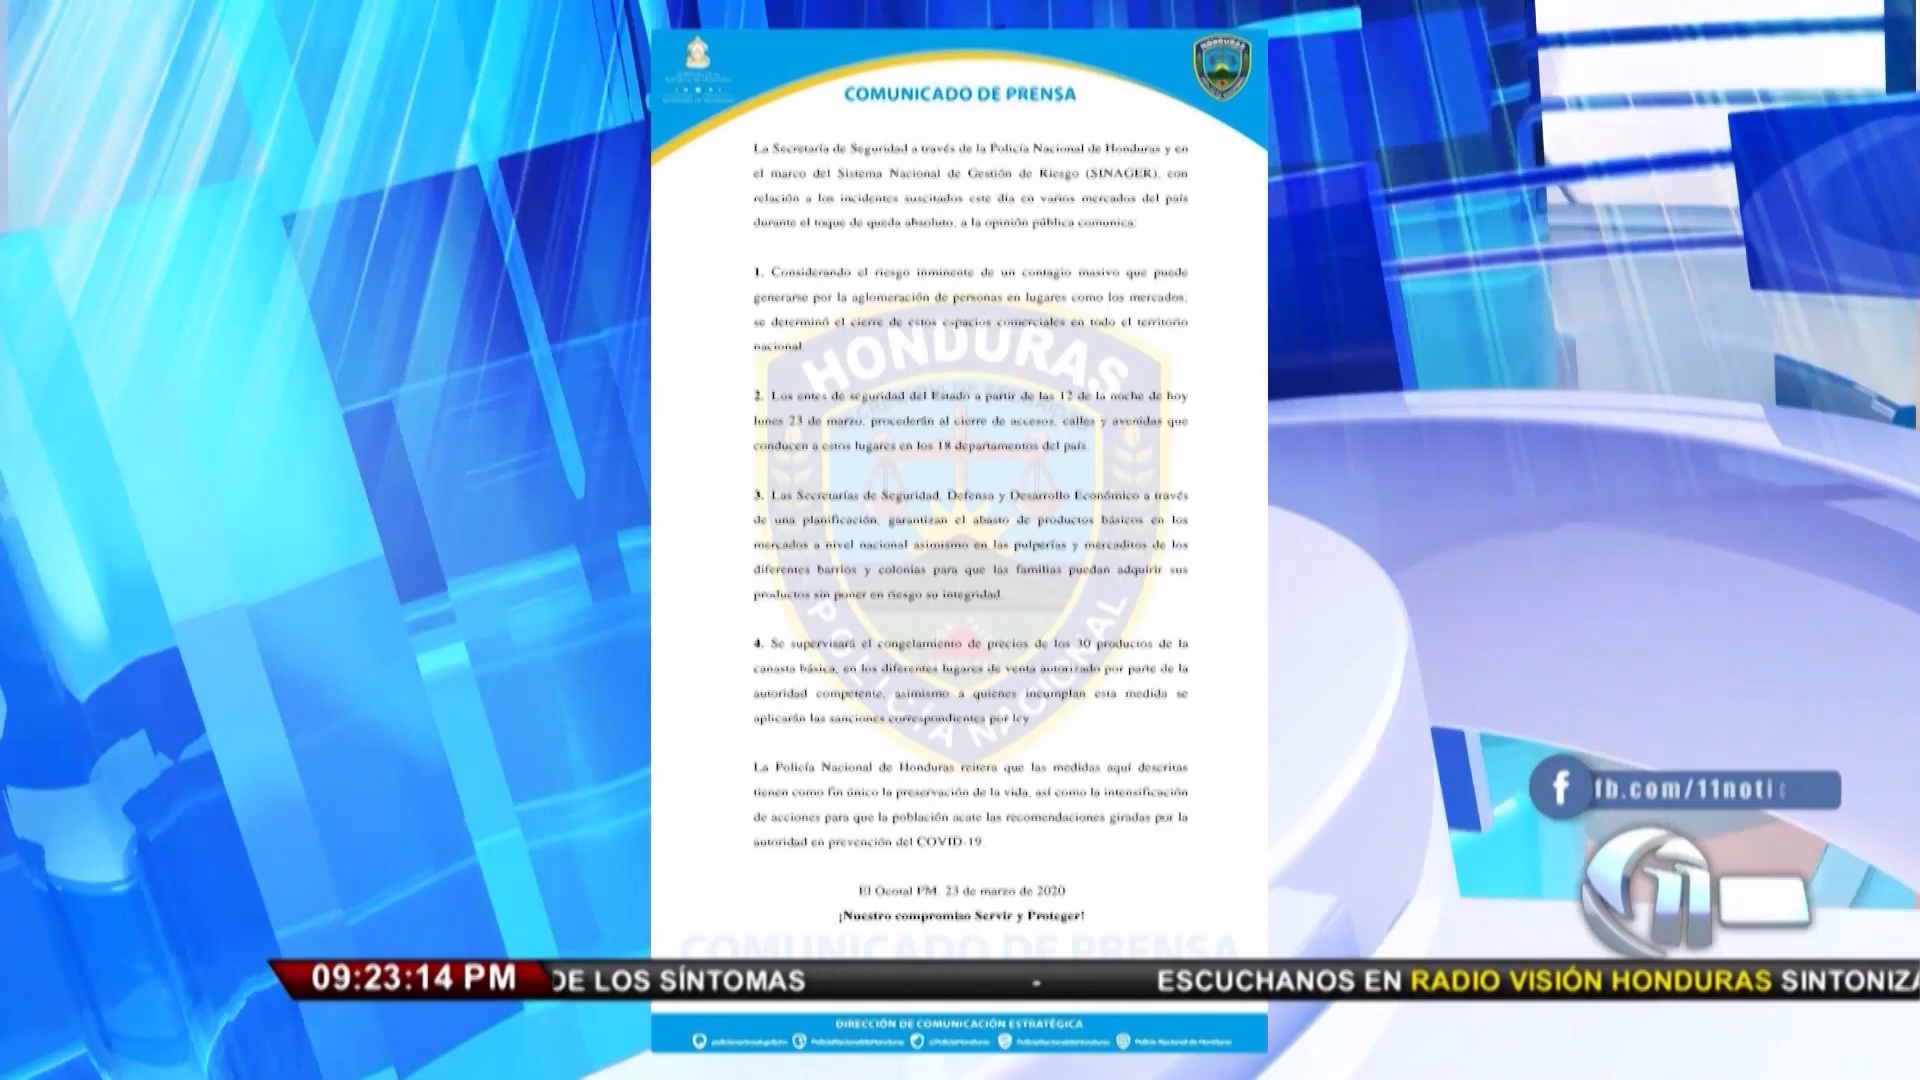 HONDURAS
COMUNICADO DE PRENSA
La Secretaría de Seguridad a través de la Policía Nacional de Honduras y en
el marco del Sistema Nacional de Gestión de Riesgo (SINAGER), con
relación a los incidentes suscitados este día en varios mercados del país
durante el toque de queda absoluto, a la opinión pública comunica:
1. Considerando el riesgo inminente de un contagio masivo que puede
generarse por la aglomeración de personas en lugares como los mercados,
se determinó el cierre de estos espacios comerciales en todo el territorio
nacional.
HONDURAS
2. Los entes de seguridad del Estado a partir de las 12 de la noche de hoy
lunes 23 de marzo, procederán al cierre de accesos, calles y avenidas que
conducen a estos lugares en los 18 departamentos del país.
3. Las Secretarías de Seguridad, Defensa y Desarrollo Económico a través
de una planificación, garantizan el abasto de productos básicos en los
mercados a nivel nacional asimismo en las pulperías y mercaditos de los
diferentes barrios y colonias para que las familias puedan adquirir sus
productos sin poner en riesgo su integridad.
4. Se supervisará el congelamiento de precios de los 30 productos de la
canasta básica, en los diferentes lugares de venta autorizado por parte de la
autoridad competente, asimismo a quienes incumplan esta medida se
aplicarán las sanciones correspondientes por ley.
POLICÍA NACIONAL
La Policía Nacional de Honduras reitera que las medidas aquí descritas
tienen como fin único la preservación de la vida, así como la intensificación
de acciones para que la población acate las recomendaciones giradas por la
autoridad en prevención del COVID-19.
El Ocotal FM, 23 de marzo de 2020
¡Nuestro compromiso Servir y Proteger!
COMUNICADO DE PRENSA
fb.com/11noti
11
09:23:14 PM DE LOS SÍNTOMAS - ESCUCHANOS EN RADIO VISIÓN HONDURAS SINTONIZA
DIRECCIÓN DE COMUNICACIÓN ESTRATÉGICA